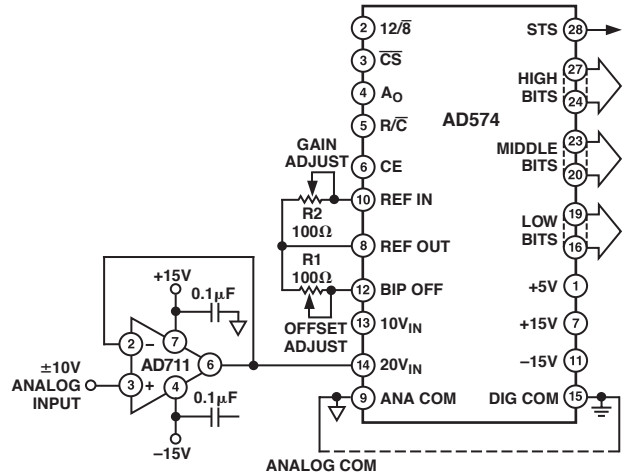 2 12/8̅
3 C̅S̅
4 AO
5 R/C̅
6 CE
10 REF IN
8 REF OUT
12 BIP OFF
13 10VIN
14 20VIN
9 ANA COM
AD574
STS 28
27
HIGH
BITS
24
23
MIDDLE
BITS
20
19
LOW
BITS
16
+5V 1
+15V 7
–15V 11
DIG COM 15
GAIN
ADJUST
R2
100Ω
R1
100Ω
OFFSET
ADJUST
+15V
0.1µF
2 –
7
AD711
6
3 +
4
±10V
ANALOG
INPUT
0.1µF
–15V
ANALOG COM